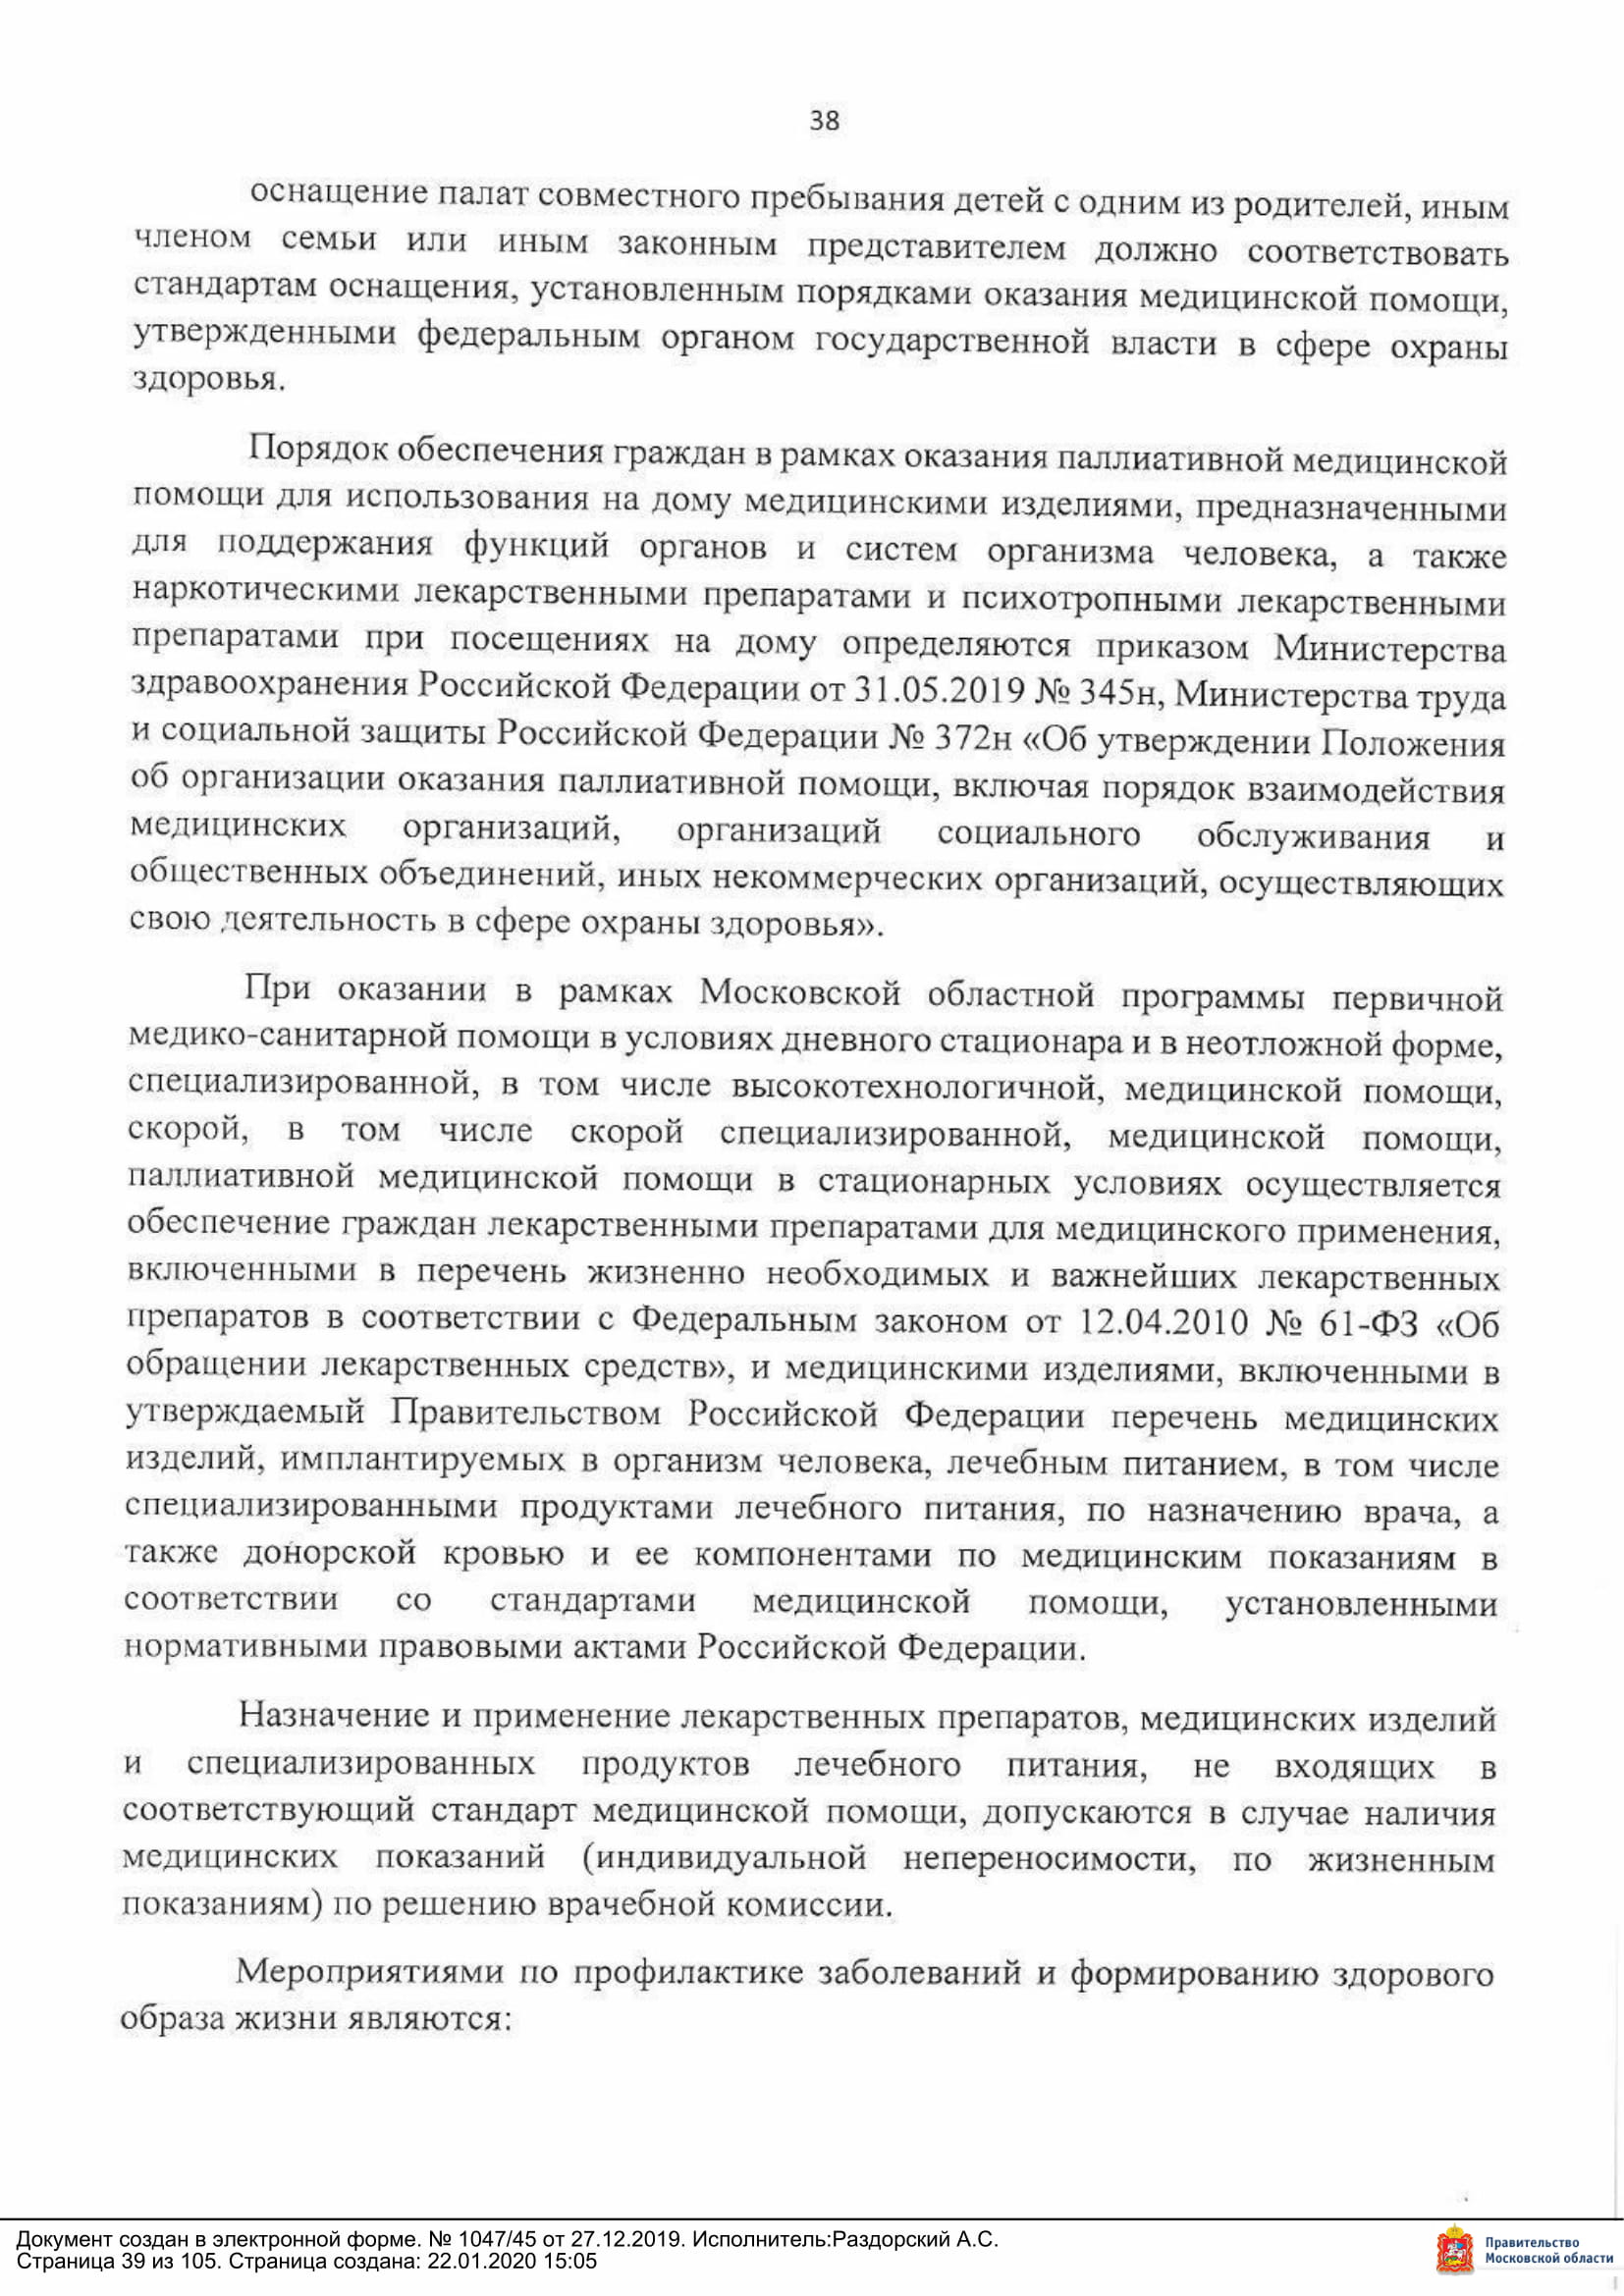 38
оснащение палат совместного пребывания детей с одним из родителей, иным
членом семьи или иным законным представителем должно соответствовать
стандартам оснащения, установленным порядками оказания медицинской помощи,
утвержденными федеральным органом государственной власти в сфере охраны
здоровья.
Порядок обеспечения граждан в рамках оказания паллиативной медицинской
помощи для использования на дому медицинскими изделиями, предназначенными
для поддержания функций органов и систем организма человека, а также
наркотическими лекарственными препаратами и психотропными лекарственными
препаратами при посещениях на дому определяются приказом Министерства
здравоохранения Российской Федерации от 31.05.2019 № 345н, Министерства труда
и социальной защиты Российской Федерации № 372н «Об утверждении Положения
об организации оказания паллиативной помощи, включая порядок взаимодействия
медицинских организаций, организаций социального обслуживания и
общественных объединений, иных некоммерческих организаций, осуществляющих
свою деятельность в сфере охраны здоровья».
При оказании в рамках Московской областной программы первичной
медико-санитарной помощи в условиях дневного стационара и в неотложной форме,
специализированной, в том числе высокотехнологичной, медицинской помощи,
скорой, в том числе скорой специализированной, медицинской помощи,
паллиативной медицинской помощи в стационарных условиях осуществляется
обеспечение граждан лекарственными препаратами для медицинского применения,
включенными в перечень жизненно необходимых и важнейших лекарственных
препаратов в соответствии с Федеральным законом от 12.04.2010 № 61-ФЗ «Об
обращении лекарственных средств», и медицинскими изделиями, включенными в
утверждаемый Правительством Российской Федерации перечень медицинских
изделий, имплантируемых в организм человека, лечебным питанием, в том числе
специализированными продуктами лечебного питания, по назначению врача, а
также донорской кровью и ее компонентами по медицинским показаниям в
соответствии со стандартами медицинской помощи, установленными
нормативными правовыми актами Российской Федерации.
Назначение и применение лекарственных препаратов, медицинских изделий
и специализированных продуктов лечебного питания, не входящих в
соответствующий стандарт медицинской помощи, допускаются в случае наличия
медицинских показаний (индивидуальной непереносимости, по жизненным
показаниям) по решению врачебной комиссии.
Мероприятиями по профилактике заболеваний и формированию здорового
образа жизни являются:
Документ создан в электронной форме. № 1047/45 от 27.12.2019. Исполнитель:Раздорский А.С.
Страница 39 из 105. Страница создана: 22.01.2020 15:05
Правительство
Московской области